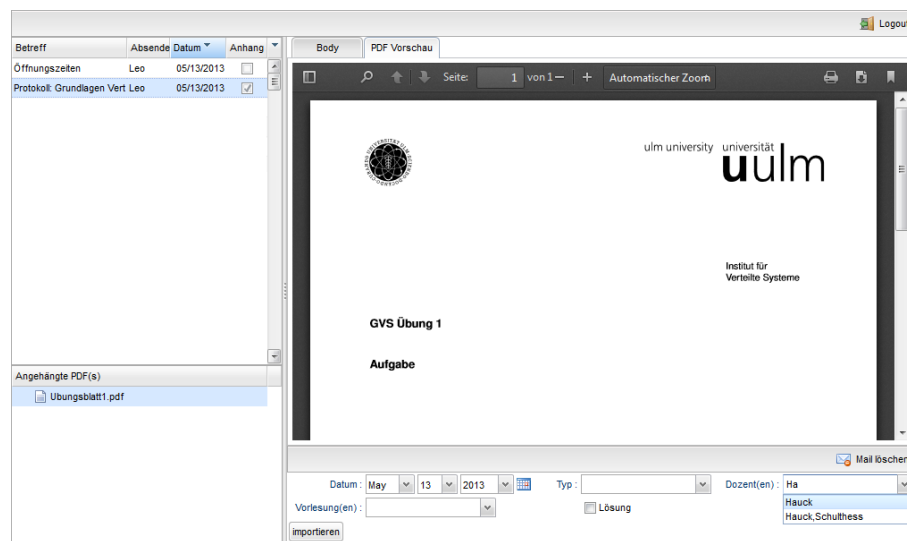 Logout
Betreff Absende Datum Anhang
Öffnungszeiten Leo 05/13/2013
Protokoll: Grundlagen Vert Leo 05/13/2013
Angehängte PDF(s)
Ubungsblatt1.pdf
Body PDF Vorschau
Seite: 1 von 1 Automatischer Zoom
ulm university universität
uulm
Institut für
Verteilte Systeme
GVS Übung 1
Aufgabe
Mail löschen
Datum : May 13 2013 Typ : Dozent(en) : Ha
Vorlesung(en) : Lösung Hauck
Hauck,Schulthess
importieren